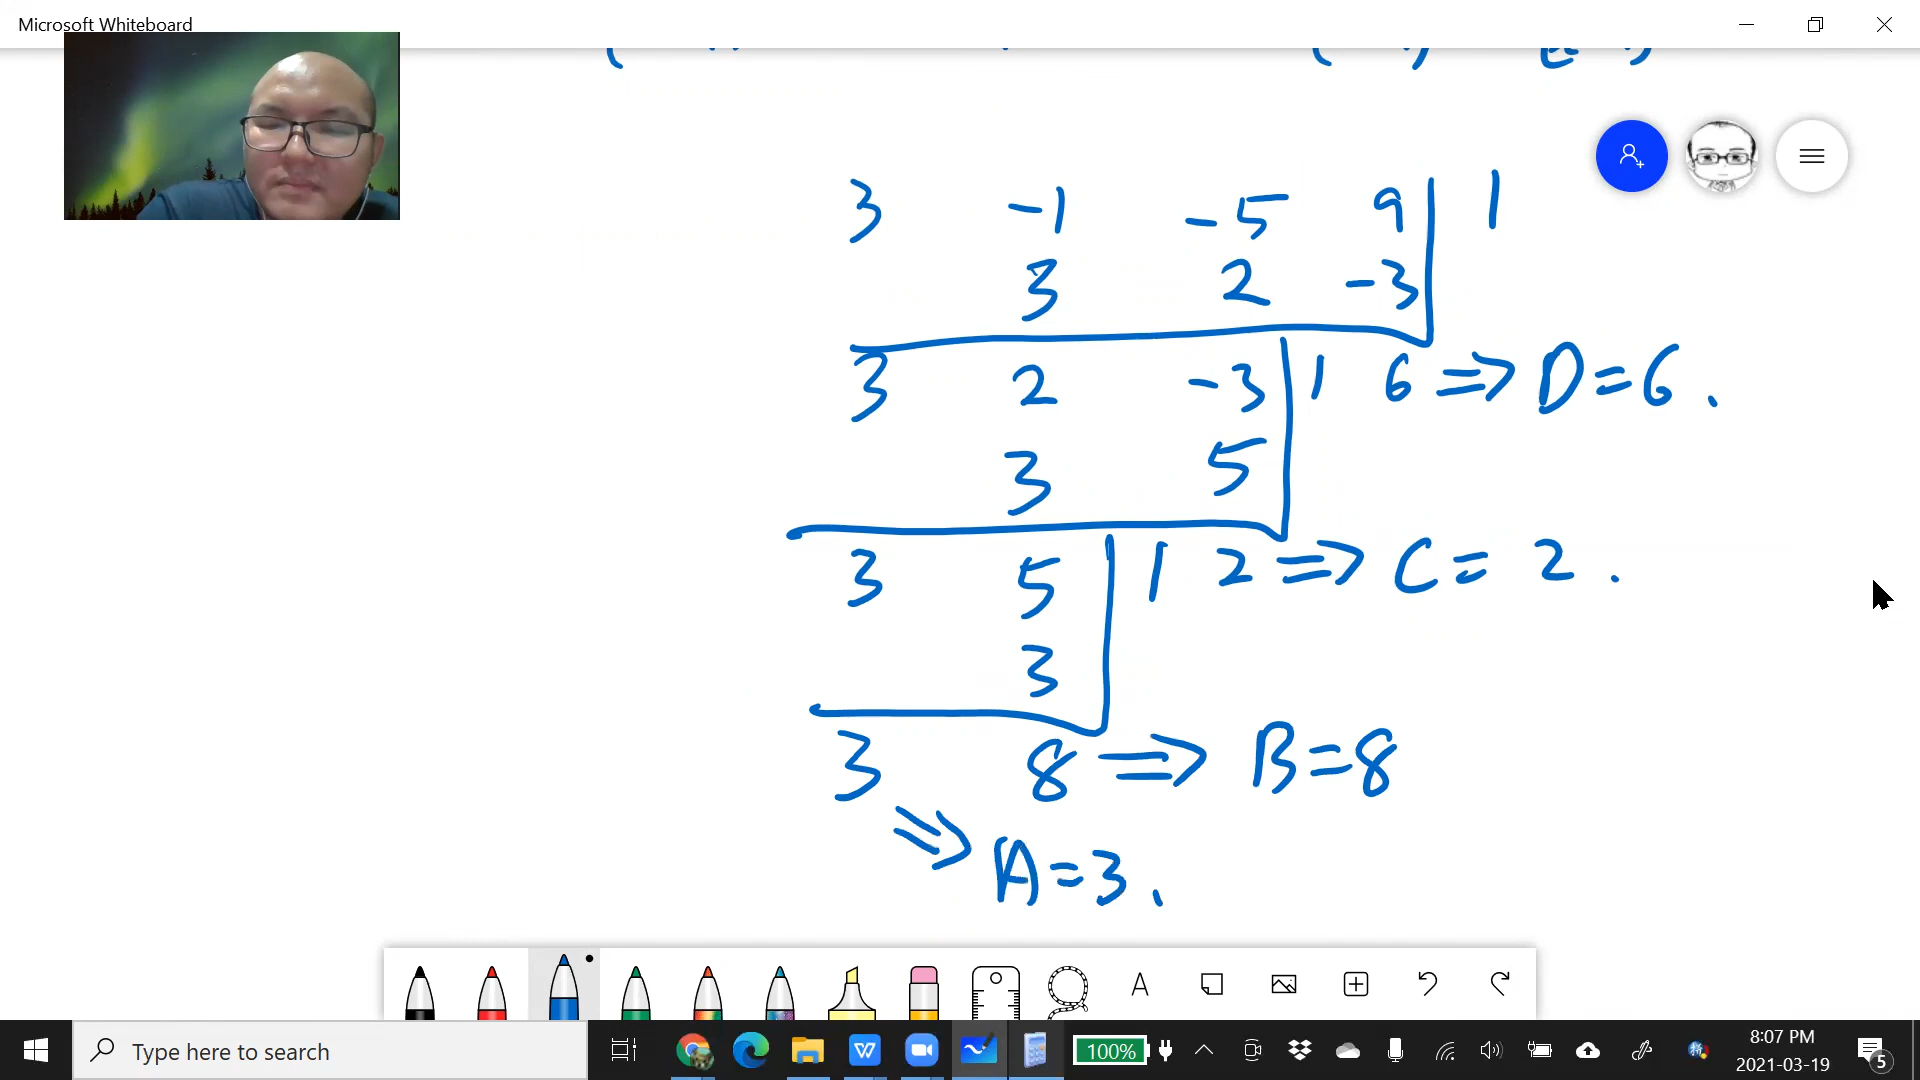 Microsoft Whiteboard
3 -1 -5 9 | 1
3 2 -3
3 2 -3 | 1 6 ⇒ D=6.
3 5
3 5 | 1 2 ⇒ C= 2.
3
3 8 ⇒ B=8
⇒ A=3.
A
Type here to search
W
100%
8:07 PM
2021-03-19
5